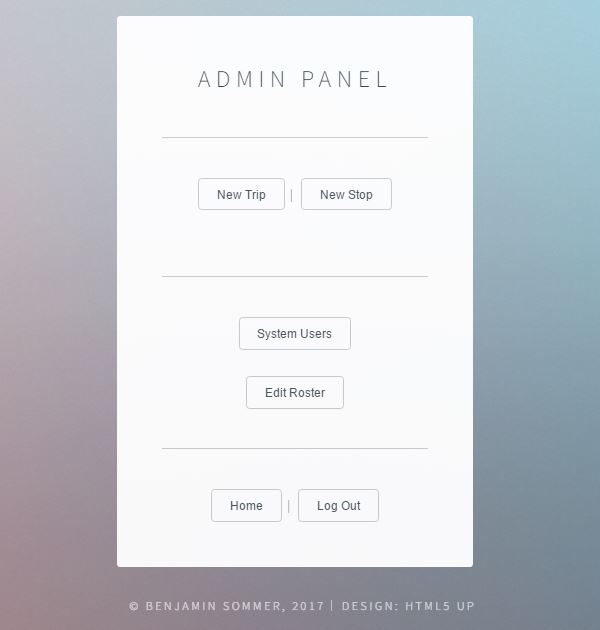 ADMIN PANEL
New Trip | New Stop
System Users
Edit Roster
Home | Log Out
© BENJAMIN SOMMER, 2017 | DESIGN: HTML5 UP